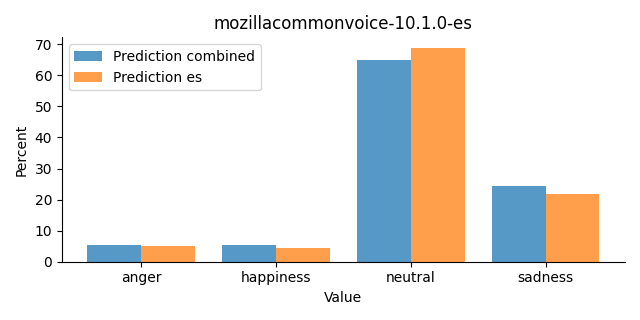 mozillacommonvoice-10.1.0-es
Prediction combined
Prediction es
Percent
70
60
50
40
30
20
10
0
anger happiness neutral sadness
Value